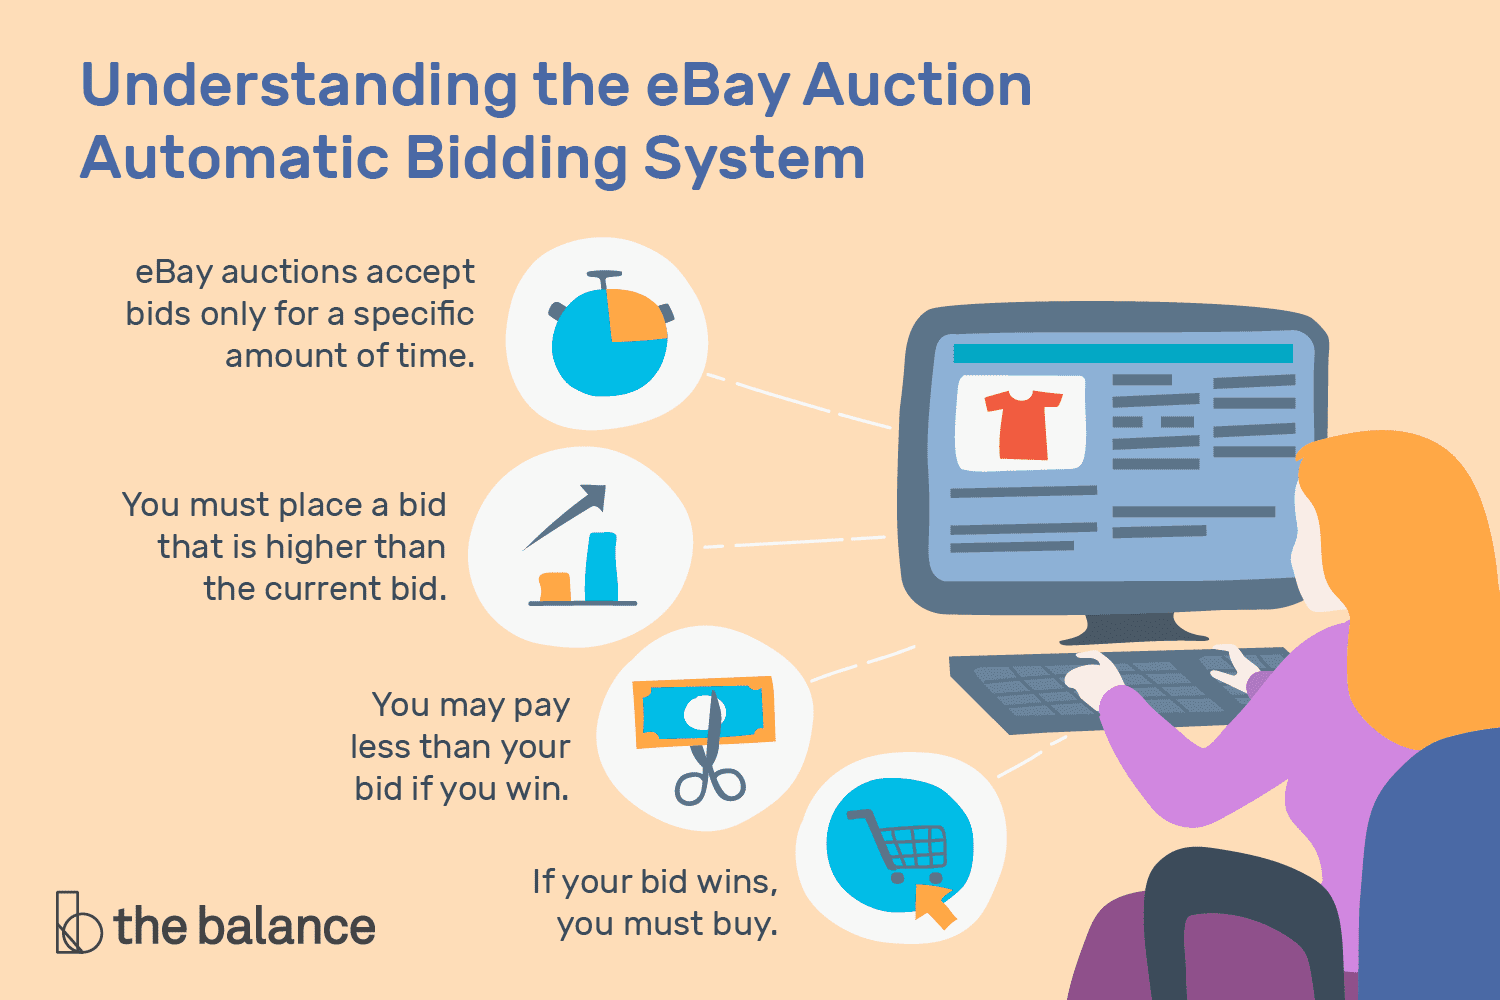 Understanding the eBay Auction
Automatic Bidding System
eBay auctions accept
bids only for a specific
amount of time.
You must place a bid
that is higher than
the current bid.
You may pay
less than your
bid if you win.
If your bid wins,
you must buy.
the balance